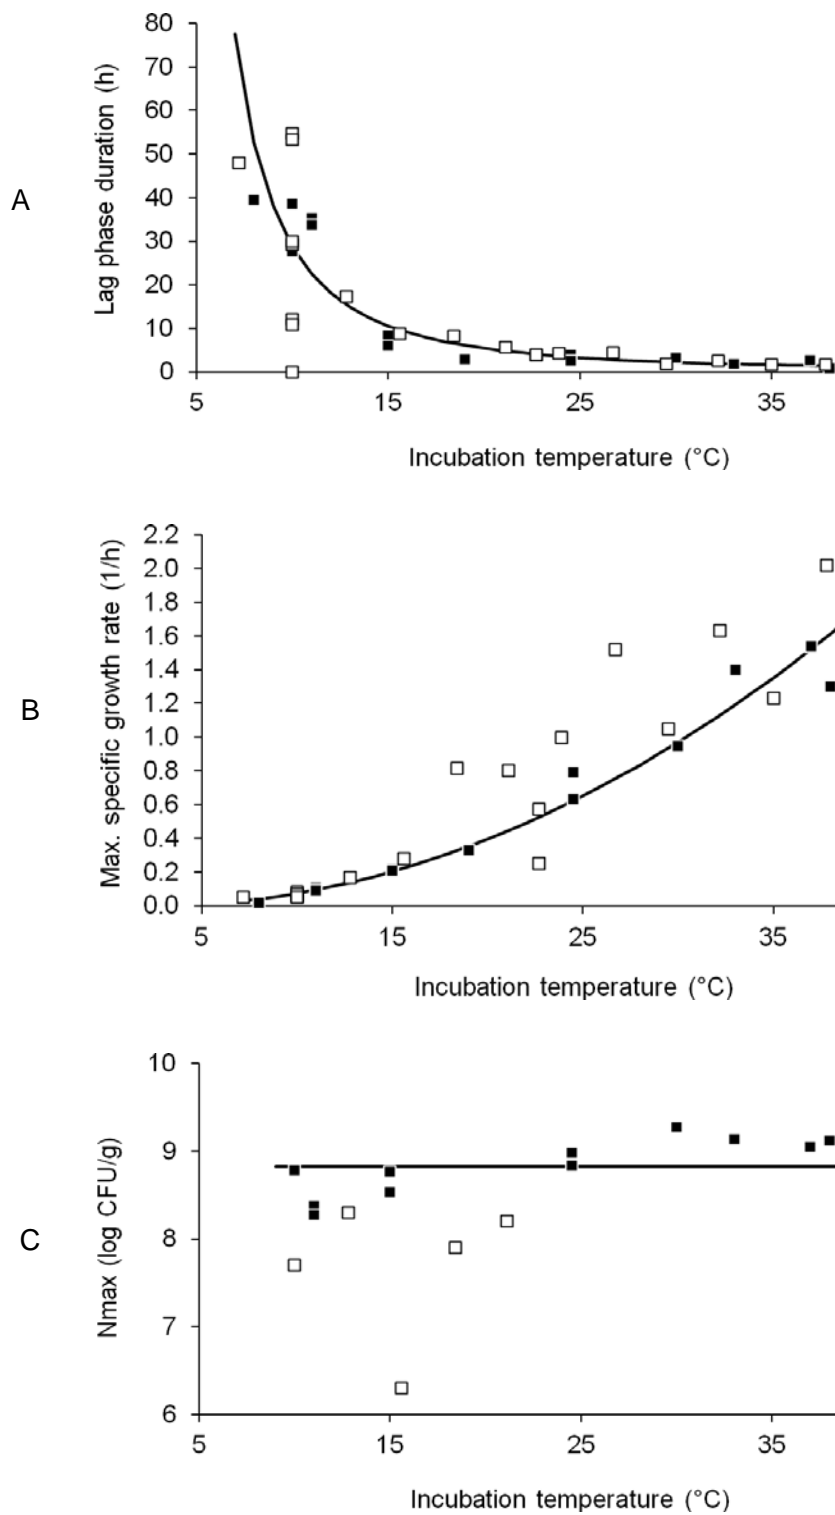 A
Lag phase duration (h)
80
70
60
50
40
30
20
10
0
5 15 25 35
Incubation temperature (°C)
B
Max. specific growth rate (1/h)
2.2
2.0
1.8
1.6
1.4
1.2
1.0
0.8
0.6
0.4
0.2
0.0
5 15 25 35
Incubation temperature (°C)
C
Nmax (log CFU/g)
10
9
8
7
6
5 15 25 35
Incubation temperature (°C)